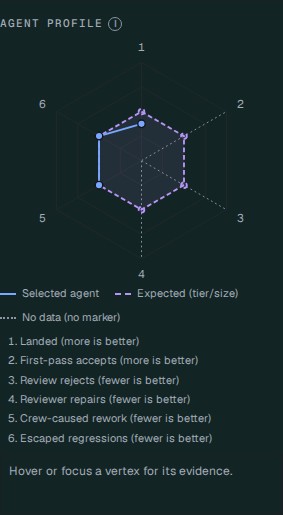 AGENT PROFILE
1
6
2
5
3
4
Selected agent
Expected (tier/size)
No data (no marker)
1. Landed (more is better)
2. First-pass accepts (more is better)
3. Review rejects (fewer is better)
4. Reviewer repairs (fewer is better)
5. Crew-caused rework (fewer is better)
6. Escaped regressions (fewer is better)
Hover or focus a vertex for its evidence.